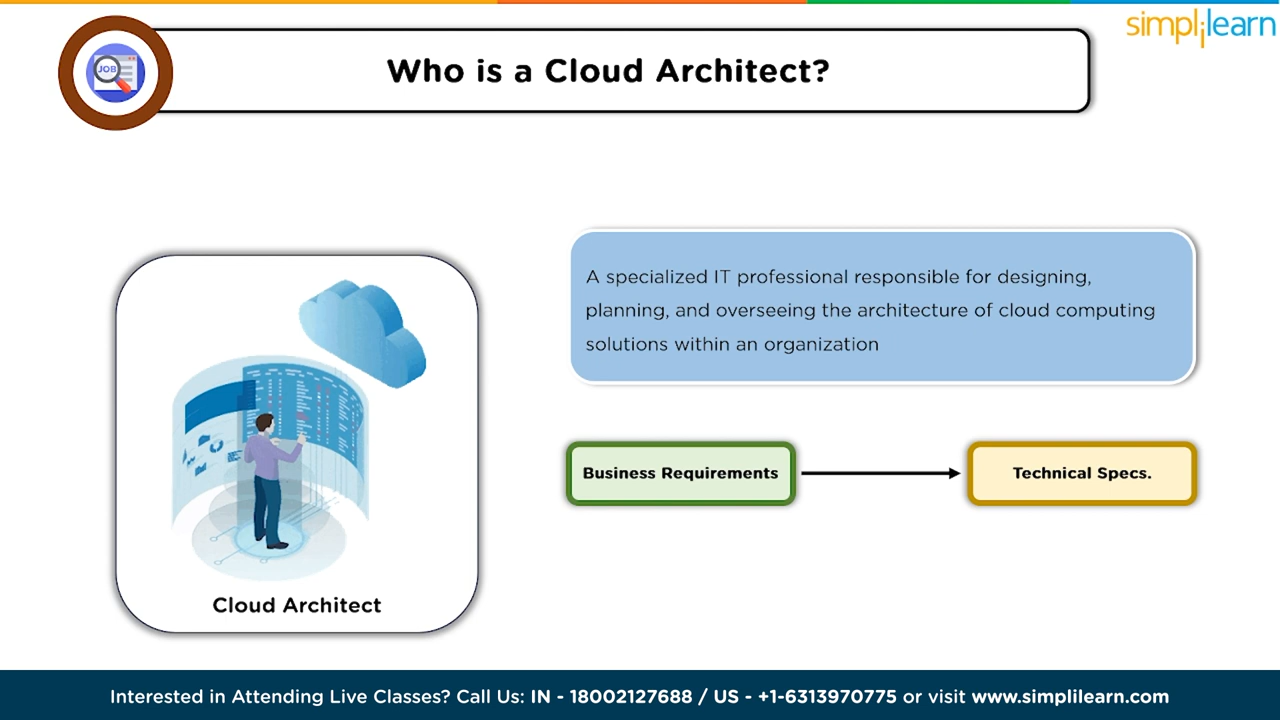 simplilearn
JOB
Who is a Cloud Architect?
A specialized IT professional responsible for designing,
planning, and overseeing the architecture of cloud computing
solutions within an organization
Business Requirements
Technical Specs.
Cloud Architect
Interested in Attending Live Classes? Call Us: IN - 18002127688 / US - +1-6313970775 or visit www.simplilearn.com